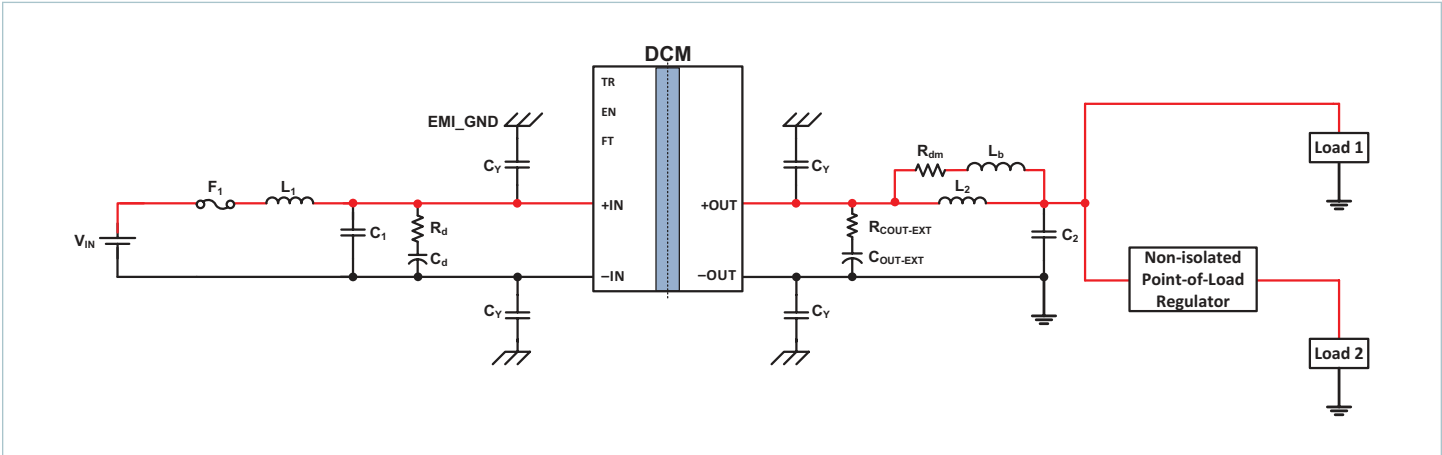 DCM
TR
EN
FT
+IN
−IN
+OUT
−OUT
EMI_GND
CY
CY
CY
CY
F1
L1
VIN
C1
Rd
Cd
Rdm
Lb
L2
RCOUT-EXT
COUT-EXT
C2
Load 1
Non-isolated
Point-of-Load
Regulator
Load 2